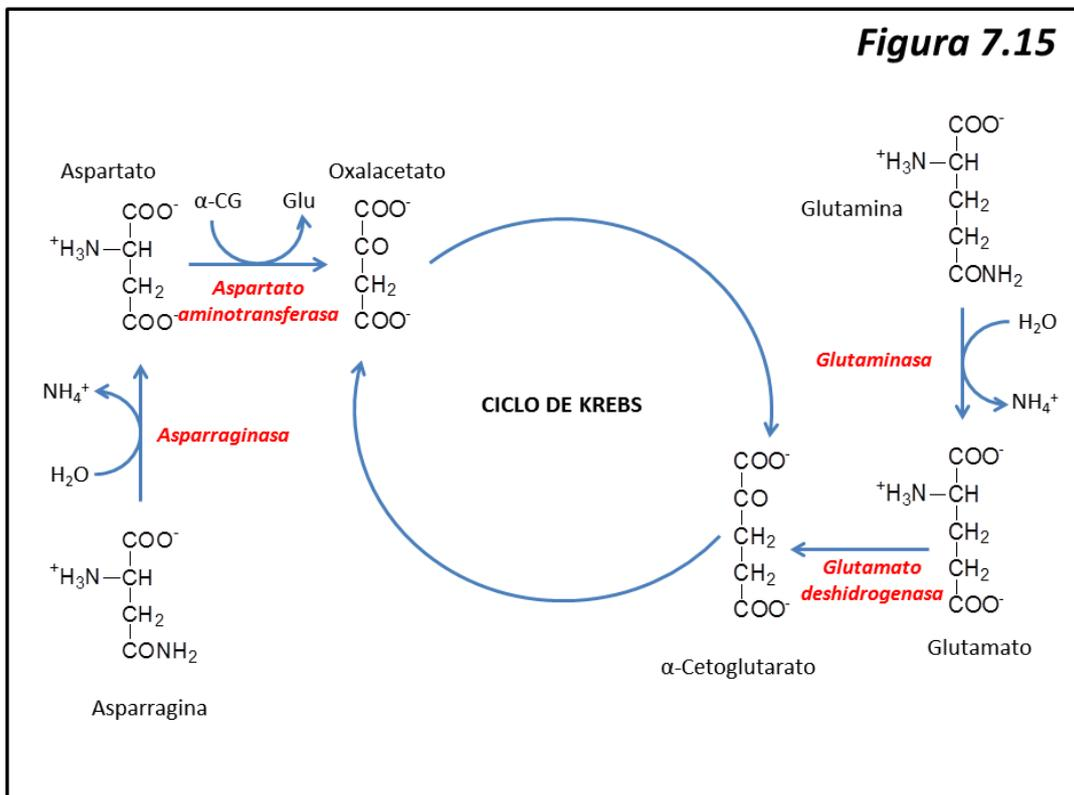 Figura 7.15
Aspartato
COO⁻
⁺H₃N–CH
CH₂
COO⁻
α-CG
Glu
Aspartato
aminotransferasa
Oxalacetato
COO⁻
CO
CH₂
COO⁻
NH₄⁺
H₂O
Asparraginasa
COO⁻
⁺H₃N–CH
CH₂
CONH₂
Asparragina
CICLO DE KREBS
COO⁻
CO
CH₂
CH₂
COO⁻
α-Cetoglutarato
Glutamina
COO⁻
⁺H₃N–CH
CH₂
CH₂
CONH₂
Glutaminasa
H₂O
NH₄⁺
COO⁻
⁺H₃N–CH
CH₂
CH₂
COO⁻
Glutamato
Glutamato
deshidrogenasa